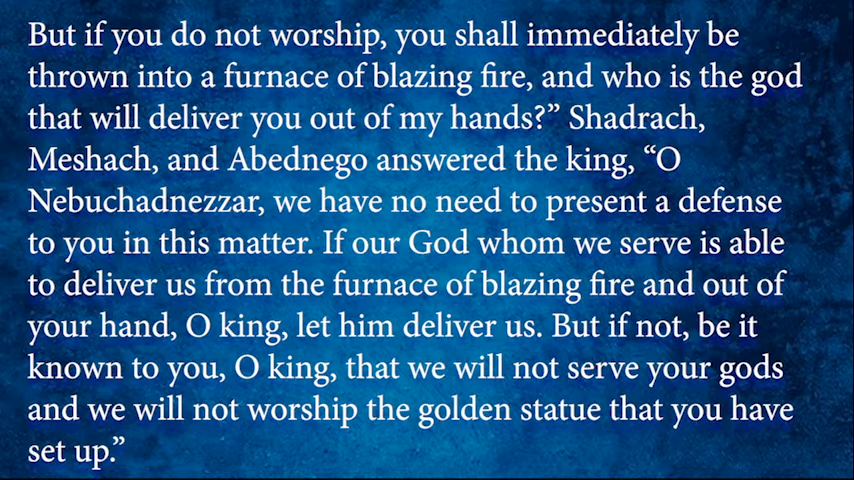 But if you do not worship, you shall immediately be
thrown into a furnace of blazing fire, and who is the god
that will deliver you out of my hands?” Shadrach,
Meshach, and Abednego answered the king, “O
Nebuchadnezzar, we have no need to present a defense
to you in this matter. If our God whom we serve is able
to deliver us from the furnace of blazing fire and out of
your hand, O king, let him deliver us. But if not, be it
known to you, O king, that we will not serve your gods
and we will not worship the golden statue that you have
set up.”